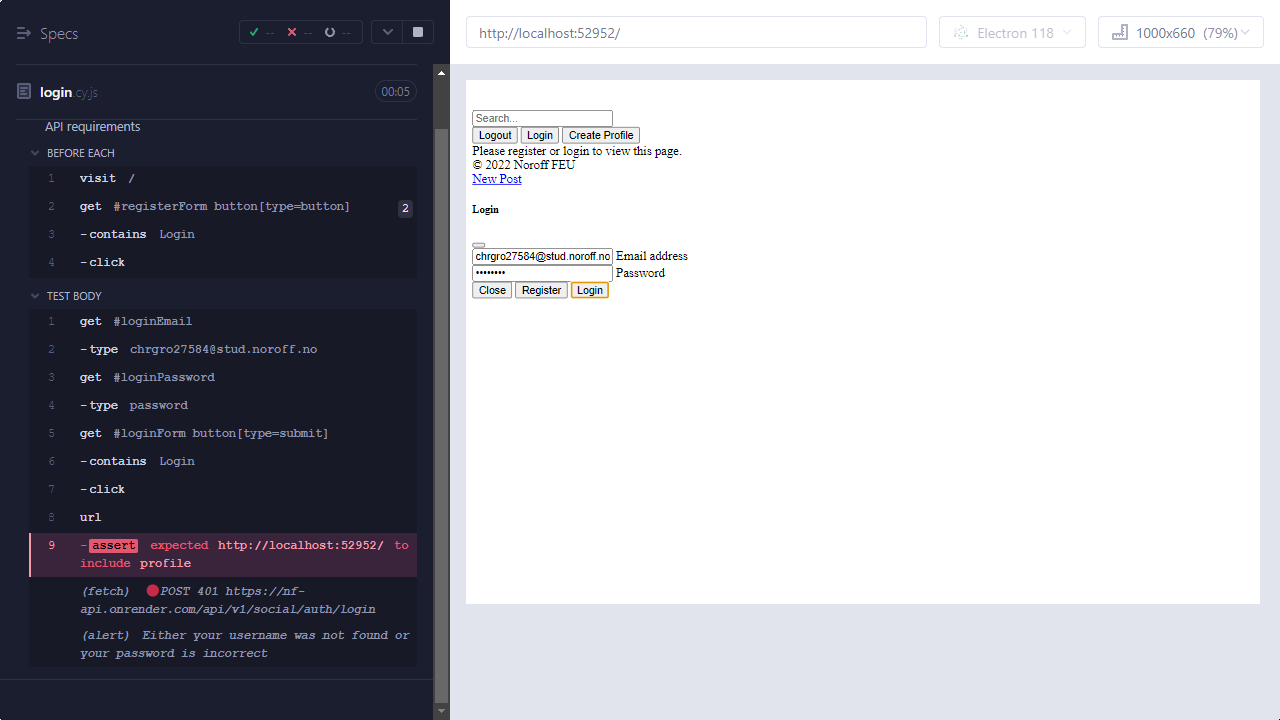 Specs
-- -- --
login.cy.js
00:05
API requirements
BEFORE EACH
1 visit /
2 get #registerForm button[type=button] 2
3 -contains Login
4 -click
TEST BODY
1 get #loginEmail
2 -type chrgro27584@stud.noroff.no
3 get #loginPassword
4 -type password
5 get #loginForm button[type=submit]
6 -contains Login
7 -click
8 url
9 -assert expected http://localhost:52952/ to
include profile
(fetch) POST 401 https://nf-
api.onrender.com/api/v1/social/auth/login
(alert) Either your username was not found or
your password is incorrect
http://localhost:52952/
Electron 118
1000x660 (79%)
Search...
Logout Login Create Profile
Please register or login to view this page.
© 2022 Noroff FEU
New Post
Login
chrgro27584@stud.noroff.no Email address
•••••••• Password
Close Register Login